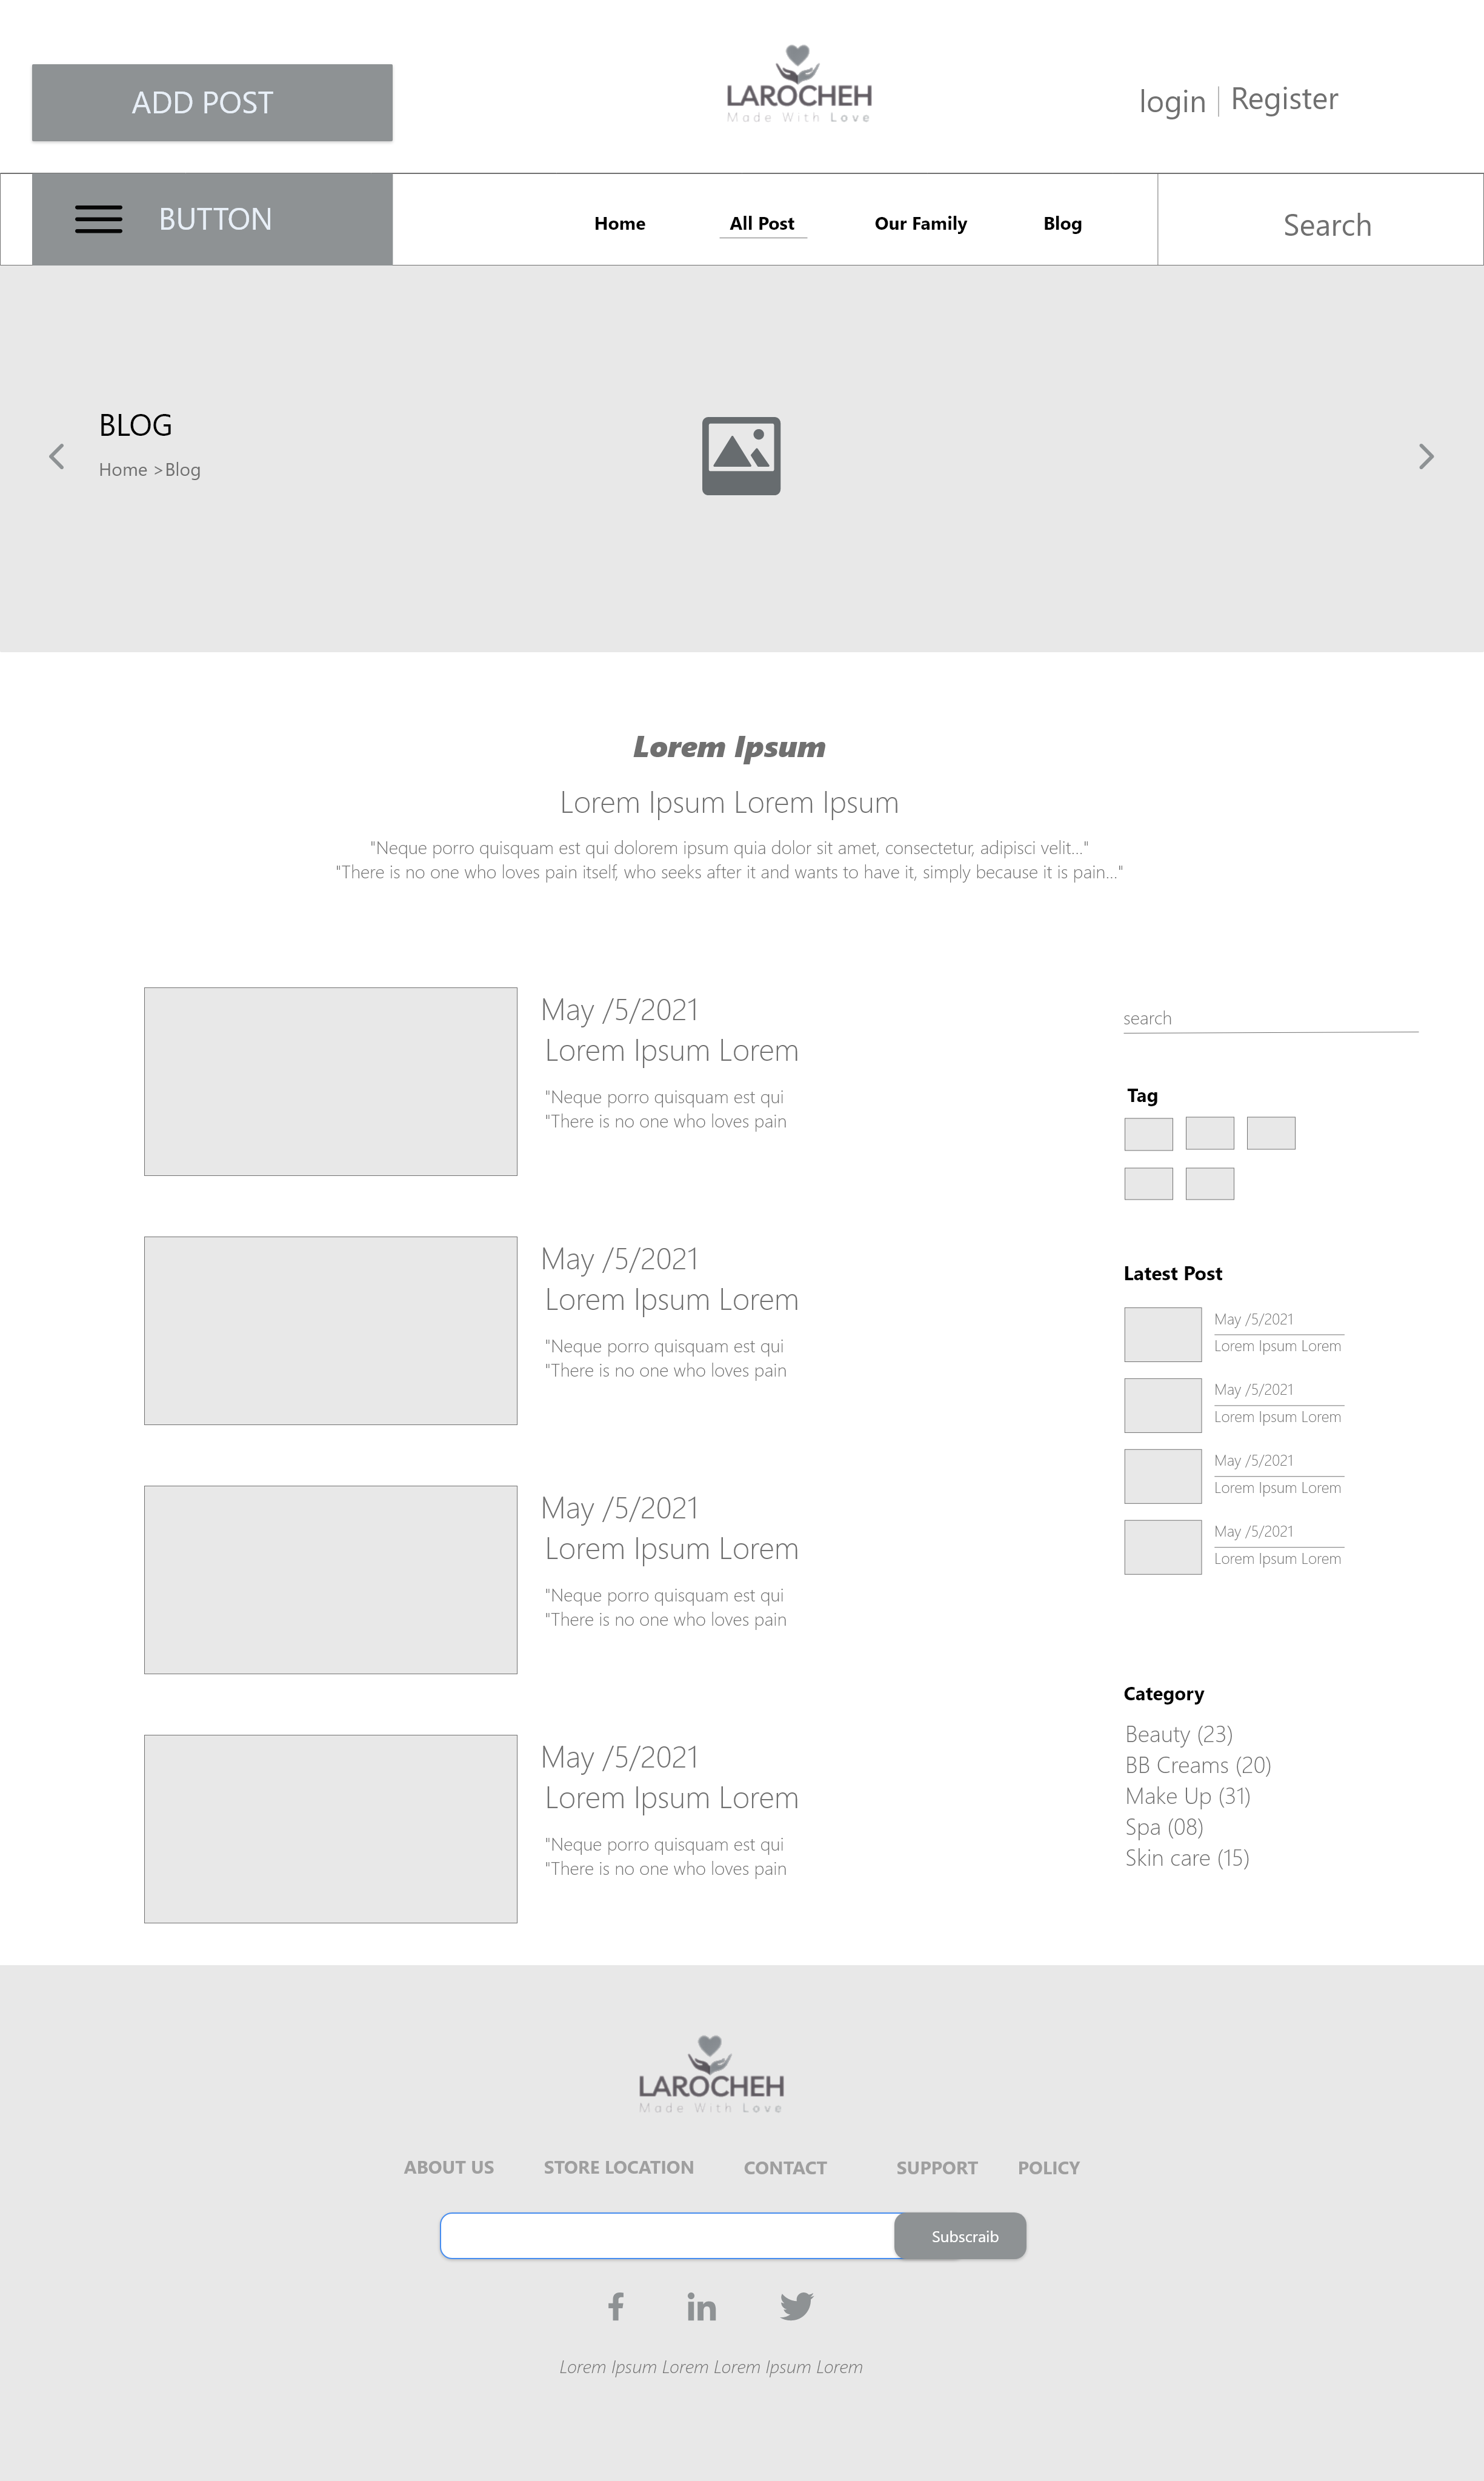 ADD POST
LAROCHEH
Made With Love
login
Register
BUTTON
Home
All Post
Our Family
Blog
Search
BLOG
Home >Blog
Lorem Ipsum
Lorem Ipsum Lorem Ipsum
"Neque porro quisquam est qui dolorem ipsum quia dolor sit amet, consectetur, adipisci velit..."
"There is no one who loves pain itself, who seeks after it and wants to have it, simply because it is pain..."
May /5/2021
Lorem Ipsum Lorem
"Neque porro quisquam est qui
"There is no one who loves pain
May /5/2021
Lorem Ipsum Lorem
"Neque porro quisquam est qui
"There is no one who loves pain
May /5/2021
Lorem Ipsum Lorem
"Neque porro quisquam est qui
"There is no one who loves pain
May /5/2021
Lorem Ipsum Lorem
"Neque porro quisquam est qui
"There is no one who loves pain
search
Tag
Latest Post
May /5/2021
Lorem Ipsum Lorem
May /5/2021
Lorem Ipsum Lorem
May /5/2021
Lorem Ipsum Lorem
May /5/2021
Lorem Ipsum Lorem
Category
Beauty (23)
BB Creams (20)
Make Up (31)
Spa (08)
Skin care (15)
LAROCHEH
Made With Love
ABOUT US
STORE LOCATION
CONTACT
SUPPORT
POLICY
Subscraib
Lorem Ipsum Lorem Lorem Ipsum Lorem